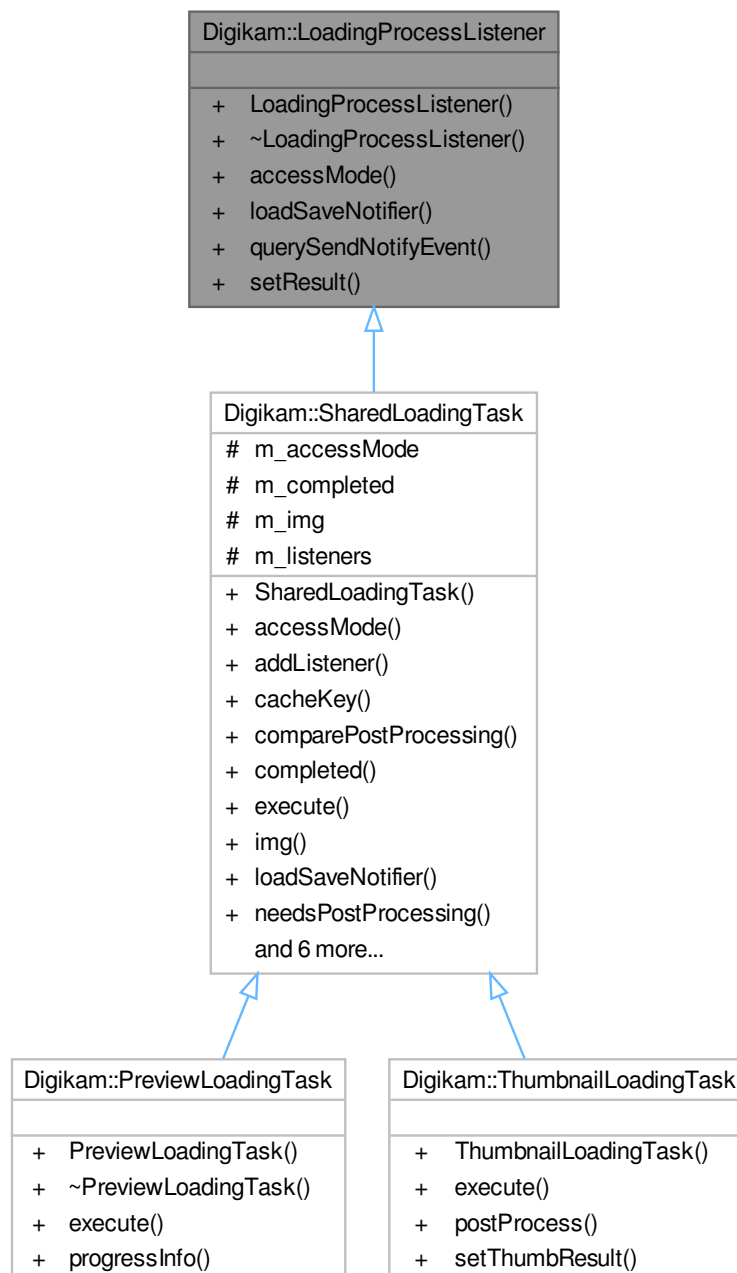 Digikam::LoadingProcessListener
+ LoadingProcessListener()
+ ~LoadingProcessListener()
+ accessMode()
+ loadSaveNotifier()
+ querySendNotifyEvent()
+ setResult()
Digikam::SharedLoadingTask
# m_accessMode
# m_completed
# m_img
# m_listeners
+ SharedLoadingTask()
+ accessMode()
+ addListener()
+ cacheKey()
+ comparePostProcessing()
+ completed()
+ execute()
+ img()
+ loadSaveNotifier()
+ needsPostProcessing()
and 6 more...
Digikam::PreviewLoadingTask
+ PreviewLoadingTask()
+ ~PreviewLoadingTask()
+ execute()
+ progressInfo()
Digikam::ThumbnailLoadingTask
+ ThumbnailLoadingTask()
+ execute()
+ postProcess()
+ setThumbResult()